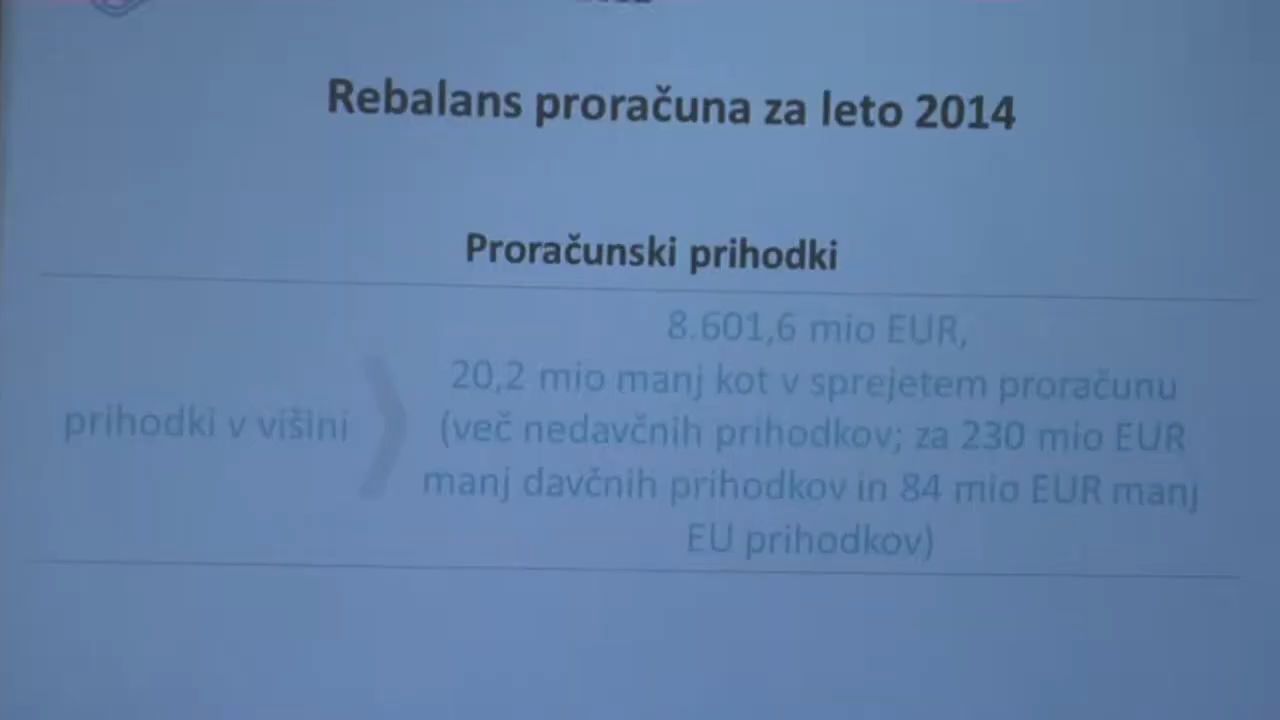 Rebalans proračuna za leto 2014
Proračunski prihodki
prihodki v višini
8.601,6 mio EUR,
20,2 mio manj kot v sprejetem proračunu
(več nedavčnih prihodkov; za 230 mio EUR
manj davčnih prihodkov in 84 mio EUR manj
EU prihodkov)